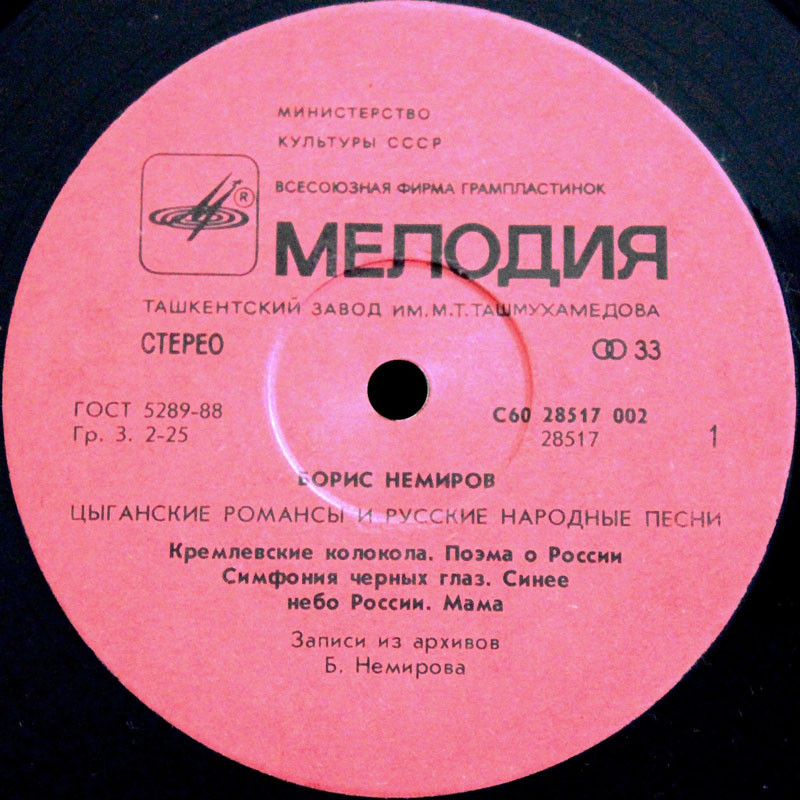 МИНИСТЕРСТВО
КУЛЬТУРЫ СССР
ВСЕСОЮЗНАЯ ФИРМА ГРАМПЛАСТИНОК
®
МЕЛОДИЯ
ТАШКЕНТСКИЙ ЗАВОД ИМ. М. Т. ТАШМУХАМЕДОВА
СТЕРЕО
33
ГОСТ 5289-88
Гр. 3. 2-25
С60 28517 002
28517
1
БОРИС НЕМИРОВ
ЦЫГАНСКИЕ РОМАНСЫ И РУССКИЕ НАРОДНЫЕ ПЕСНИ
Кремлевские колокола. Поэма о России
Симфония черных глаз. Синее
небо России. Мама
Записи из архивов
Б. Немирова